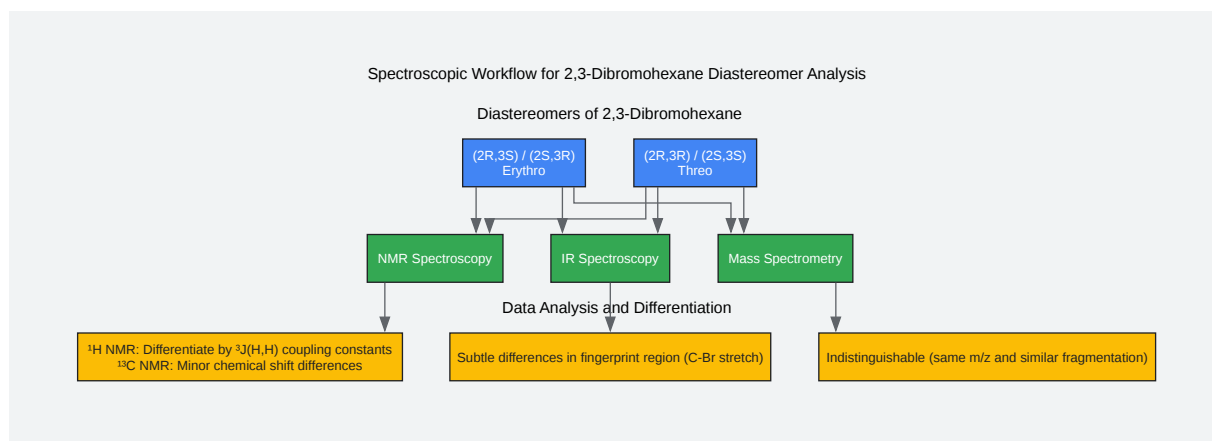 Spectroscopic Workflow for 2,3-Dibromohexane Diastereomer Analysis
Diastereomers of 2,3-Dibromohexane
(2R,3S) / (2S,3R)
Erythro
(2R,3R) / (2S,3S)
Threo
NMR Spectroscopy
IR Spectroscopy
Mass Spectrometry
Data Analysis and Differentiation
¹H NMR: Differentiate by ³J(H,H) coupling constants
¹³C NMR: Minor chemical shift differences
Subtle differences in fingerprint region (C-Br stretch)
Indistinguishable (same m/z and similar fragmentation)